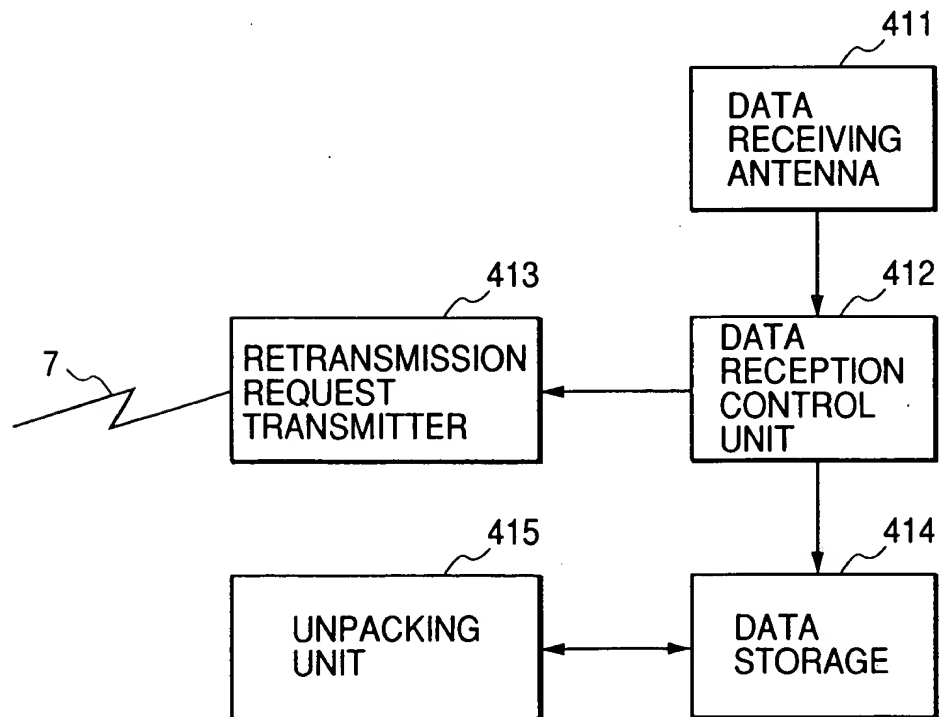 411
DATA
RECEIVING
ANTENNA
413
412
7
RETRANSMISSION
REQUEST
TRANSMITTER
DATA
RECEPTION
CONTROL
UNIT
415
414
UNPACKING
UNIT
DATA
STORAGE